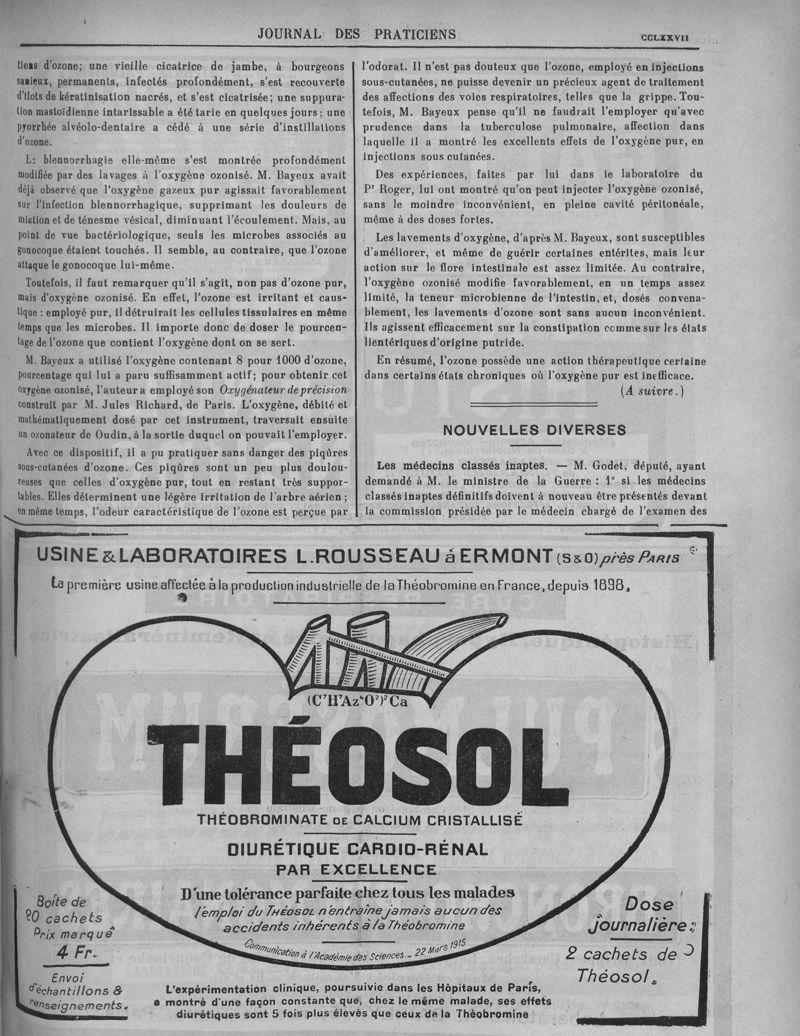 JOURNAL DES PRATICIENS
CCLXXVII
tions d'ozone; une vieille cicatrice de jambe, à bourgeons
sanieux, permanents, infectés profondément, s'est recouverte
d'îlots de kératinisation nacrés, et s'est cicatrisée; une suppura-
tion mastoïdienne intarissable a été tarie en quelques jours; une
pyorrhée alvéolo-dentaire a cédé à une série d'instillations
d'ozone.
La blennorrhagie elle-même s'est montrée profondément
modifiée par des lavages à l'oxygène ozonisé. M. Bayeux avait
déjà observé que l'oxygène gazeux pur agissait favorablement
sur l'infection blennorrhagique, supprimant les douleurs de
miction et de ténesme vésical, diminuant l'écoulement. Mais, au
point de vue bactériologique, seuls les microbes associés au
gonocoque étaient touchés. Il semble, au contraire, que l'ozone
attaque le gonocoque lui-même.
Toutefois, il faut remarquer qu'il s'agit, non pas d'ozone pur,
mais d'oxygène ozonisé. En effet, l'ozone est irritant et caus-
tique : employé pur, il détruirait les cellules tissulaires en même
temps que les microbes. Il importe donc de doser le pourcen-
tage de l'ozone que contient l'oxygène dont on se sert.
M. Bayeux a utilisé l'oxygène contenant 8 pour 1000 d'ozone,
pourcentage qui lui a paru suffisamment actif; pour obtenir cet
oxygène ozonisé, l'auteur a employé son Oxygénateur de précision
construit par M. Jules Richard, de Paris. L'oxygène, débité et
mathématiquement dosé par cet instrument, traversait ensuite
un ozonateur de Oudin, à la sortie duquel on pouvait l'employer.
Avec ce dispositif, il a pu pratiquer sans danger des piqûres
sous-cutanées d'ozone. Ces piqûres sont un peu plus doulou-
reuses que celles d'oxygène pur, tout en restant très suppor-
tables. Elles déterminent une légère irritation de l'arbre aérien;
en même temps, l'odeur caractéristique de l'ozone est perçue par
l'odorat. Il n'est pas douteux que l'ozone, employé en injections
sous-cutanées, ne puisse devenir un précieux agent de traitement
des affections des voies respiratoires, telles que la grippe. Tou-
tefois, M. Bayeux pense qu'il ne faudrait l'employer qu'avec
prudence dans la tuberculose pulmonaire, affection dans
laquelle il a montré les excellents effets de l'oxygène pur, en
injections sous cutanées.
Des expériences, faites par lui dans le laboratoire du
Pr Roger, lui ont montré qu'on peut injecter l'oxygène ozonisé,
sans le moindre inconvénient, en pleine cavité péritonéale,
même à des doses fortes.
Les lavements d'oxygène, d'après M. Bayeux, sont susceptibles
d'améliorer, et même de guérir certaines entérites, mais leur
action sur le flore intestinale est assez limitée. Au contraire,
l'oxygène ozonisé modifie favorablement, en un temps assez
limité, la teneur microbienne de l'intestin, et, dosés convena-
blement, les lavements d'ozone sont sans aucun inconvénient.
Ils agissent efficacement sur la constipation comme sur les états
lientériques d'origine putride.
En résumé, l'ozone possède une action thérapeutique certaine
dans certains états chroniques où l'oxygène pur est inefficace.
(A suivre.)
NOUVELLES DIVERSES
Les médecins classés inaptes. — M. Godet, député, ayant
demandé à M. le ministre de la Guerre : 1° si les médecins
classés inaptes définitifs doivent à nouveau être présentés devant
la commission présidée par le médecin chargé de l'examen des
USINE & LABORATOIRES L. ROUSSEAU à ERMONT (S & O) près PARIS
La première usine affectée à la production industrielle de la Théobromine en France, depuis 1898.
(C⁷H⁷Az⁴O²)²Ca
THÉOSOL
THÉOBROMINATE DE CALCIUM CRISTALLISÉ
DIURÉTIQUE CARDIO-RÉNAL
PAR EXCELLENCE
D'une tolérance parfaite chez tous les malades
l'emploi du THÉOSOL n'entraîne jamais aucun des
accidents inhérents à la Théobromine
Communication à l'Académie des Sciences.. 22 Mars 1915
Boîte de
20 cachets
Prix marqué
4 Fr.
Envoi
d'échantillons &
renseignements.
Dose
journalière:
2 cachets de
Théosol.
L'expérimentation clinique, poursuivie dans les Hôpitaux de Paris,
a montré d'une façon constante que, chez le même malade, ses effets
diurétiques sont 5 fois plus élevés que ceux de la Théobromine